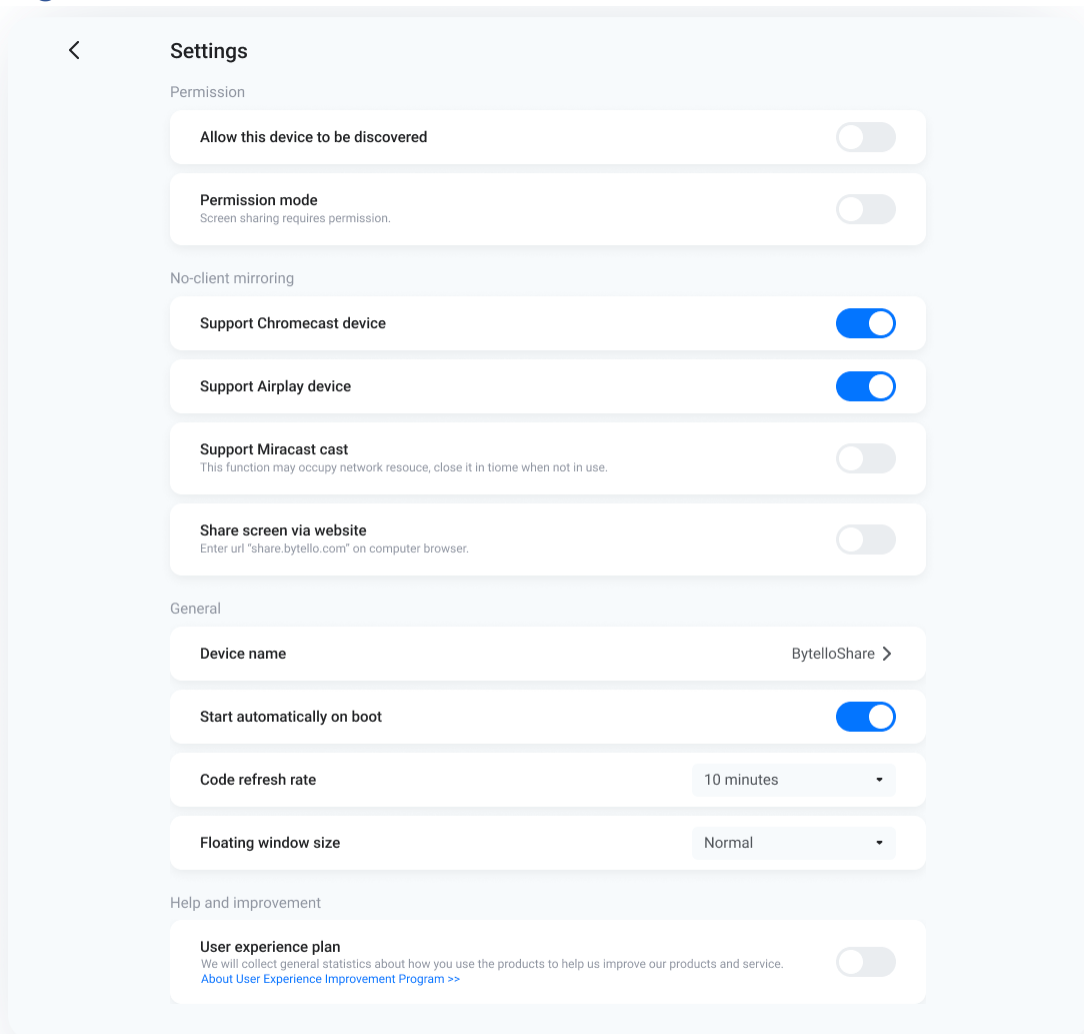 Settings
Permission
Allow this device to be discovered
Permission mode
Screen sharing requires permission.
No-client mirroring
Support Chromecast device
Support Airplay device
Support Miracast cast
This function may occupy network resouce, close it in tiome when not in use.
Share screen via website
Enter url "share.bytello.com" on computer browser.
General
Device name BytelloShare
Start automatically on boot
Code refresh rate 10 minutes
Floating window size Normal
Help and improvement
User experience plan
We will collect general statistics about how you use the products to help us improve our products and service.
About User Experience Improvement Program >>